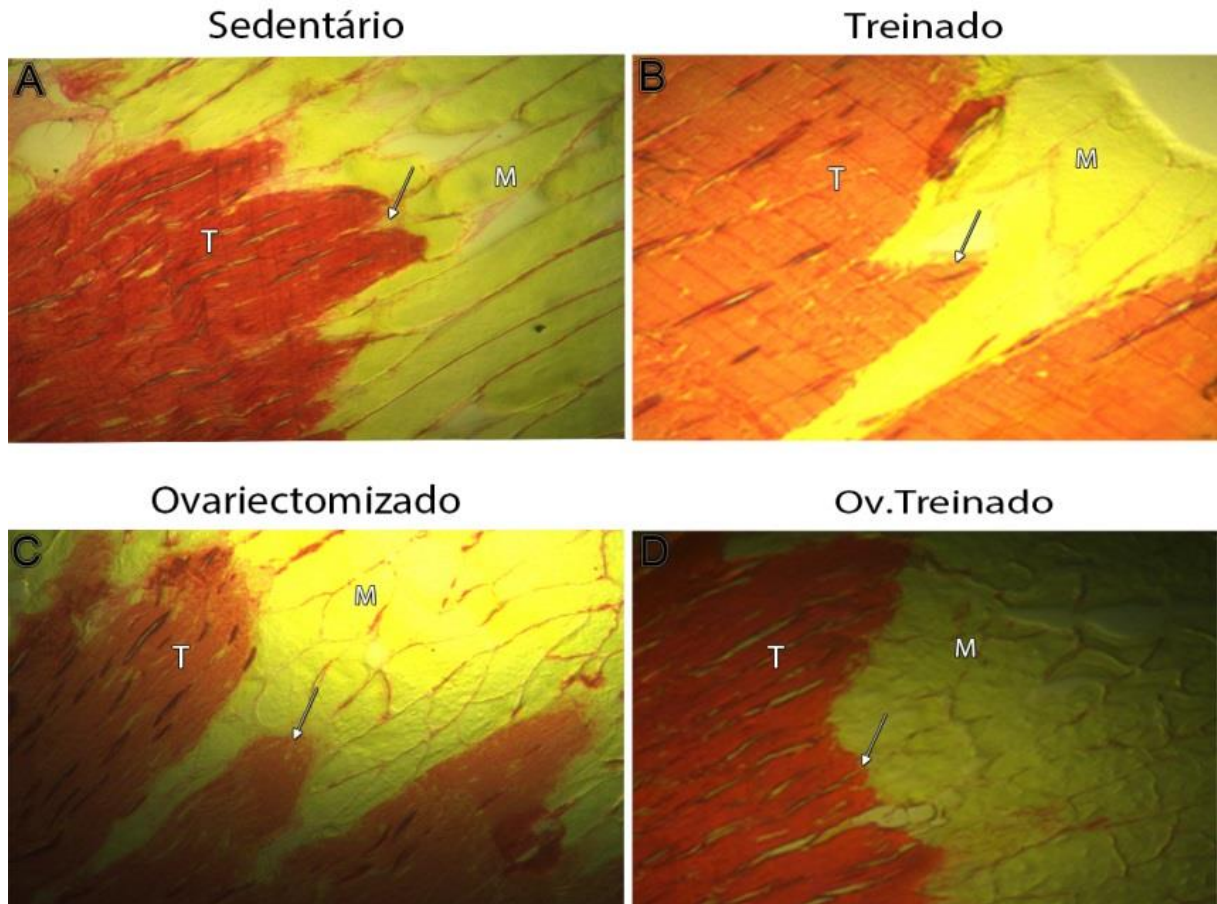 Sedentário
Treinado
A
T
M
B
T
M
Ovariectomizado
Ov.Treinado
C
T
M
D
T
M